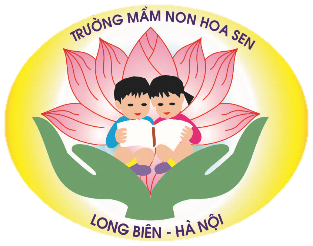 TRƯỜNG MẦM NON HOA SEN
LONG BIÊN - HÀ NỘI